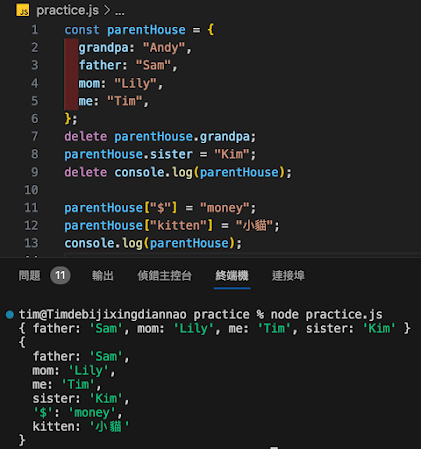 JS practice.js > ...
1 const parentHouse = {
2 grandpa: "Andy",
3 father: "Sam",
4 mom: "Lily",
5 me: "Tim",
6 };
7 delete parentHouse.grandpa;
8 parentHouse.sister = "Kim";
9 delete console.log(parentHouse);
10
11 parentHouse["$"] = "money";
12 parentHouse["kitten"] = "小貓";
13 console.log(parentHouse);
問題 11 輸出 偵錯主控台 終端機 連接埠
tim@Timdebijixingdiannao practice % node practice.js
{ father: 'Sam', mom: 'Lily', me: 'Tim', sister: 'Kim' }
{
father: 'Sam',
mom: 'Lily',
me: 'Tim',
sister: 'Kim',
'$': 'money',
kitten: '小貓'
}